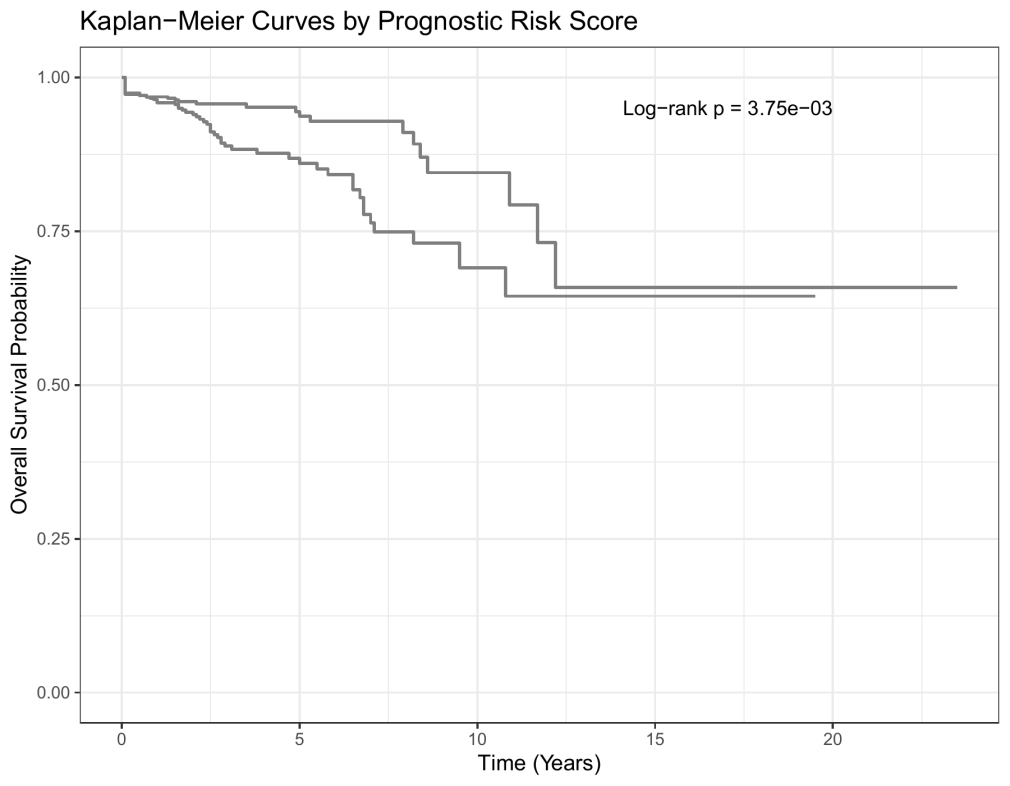 Kaplan−Meier Curves by Prognostic Risk Score
Log−rank p = 3.75e−03
1.00
0.75
0.50
0.25
0.00
Overall Survival Probability
0 5 10 15 20
Time (Years)